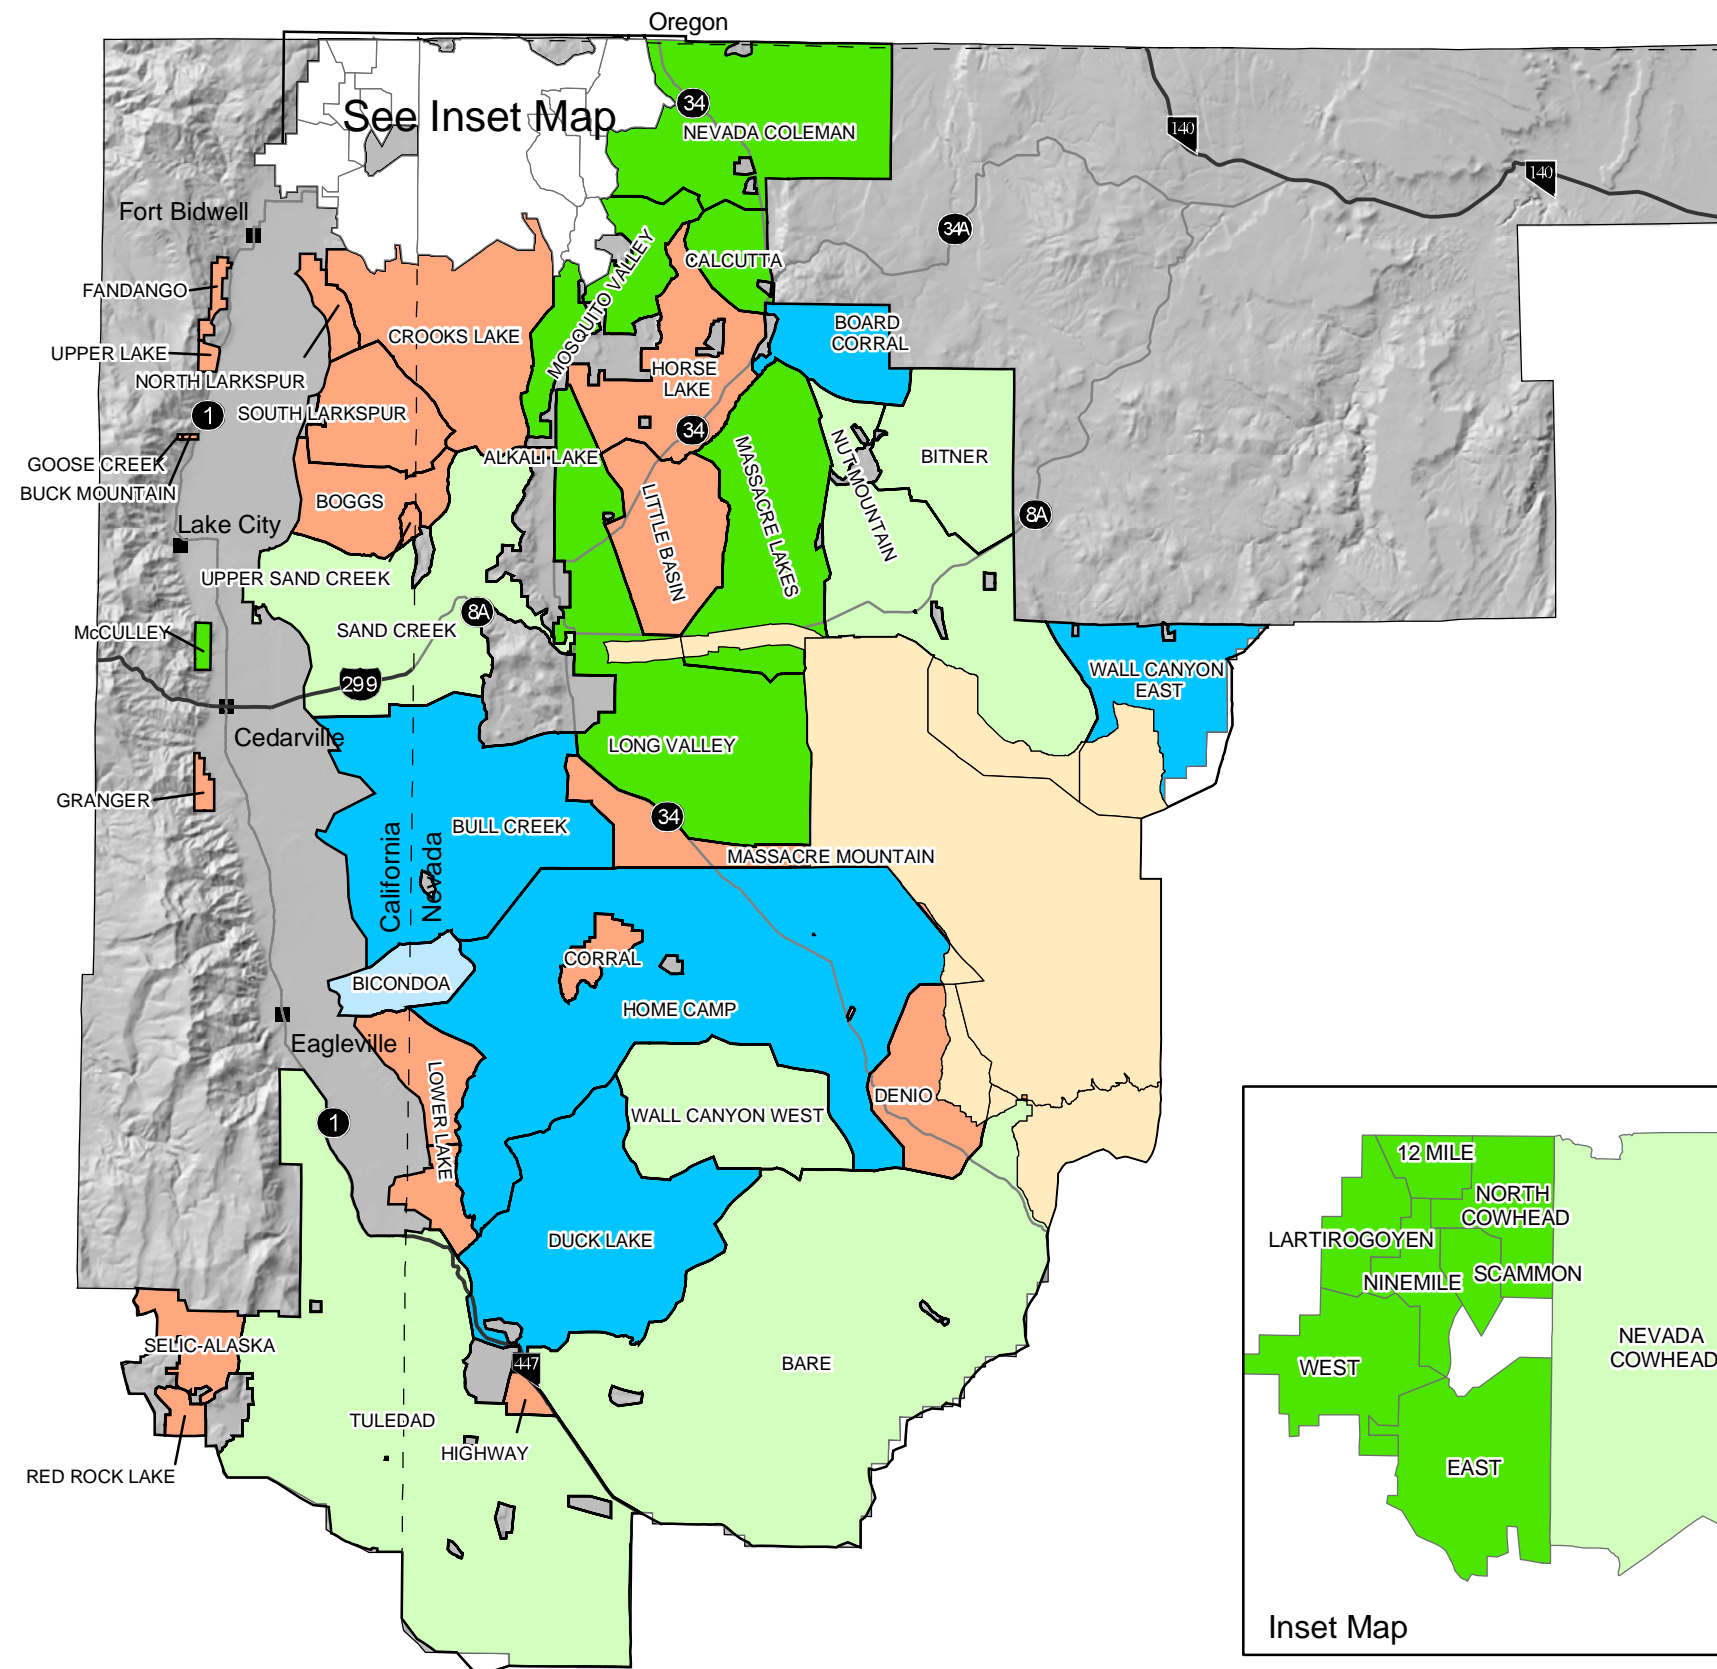 Oregon
See Inset Map
34
NEVADA COLEMAN
140
140
Fort Bidwell
34A
MOSQUITO VALLEY
CALCUTTA
FANDANGO
BOARD
CORRAL
CROOKS LAKE
UPPER LAKE
HORSE
LAKE
NORTH LARKSPUR
1
SOUTH LARKSPUR
34
GOOSE CREEK
ALKALI LAKE
MASSACRE LAKES
NUT MOUNTAIN
BITNER
BUCK MOUNTAIN
BOGGS
LITTLE BASIN
8A
Lake City
UPPER SAND CREEK
8A
McCULLEY
SAND CREEK
WALL CANYON
EAST
299
Cedarville
LONG VALLEY
GRANGER
34
BULL CREEK
California
Nevada
MASSACRE MOUNTAIN
CORRAL
BICONDOA
HOME CAMP
Eagleville
LOWER LAKE
DENIO
WALL CANYON WEST
1
12 MILE
NORTH
COWHEAD
DUCK LAKE
LARTIROGOYEN
SCAMMON
NINEMILE
SELIC-ALASKA
NEVADA
COWHEAD
447
BARE
WEST
TULEDAD
HIGHWAY
RED ROCK LAKE
EAST
Inset Map